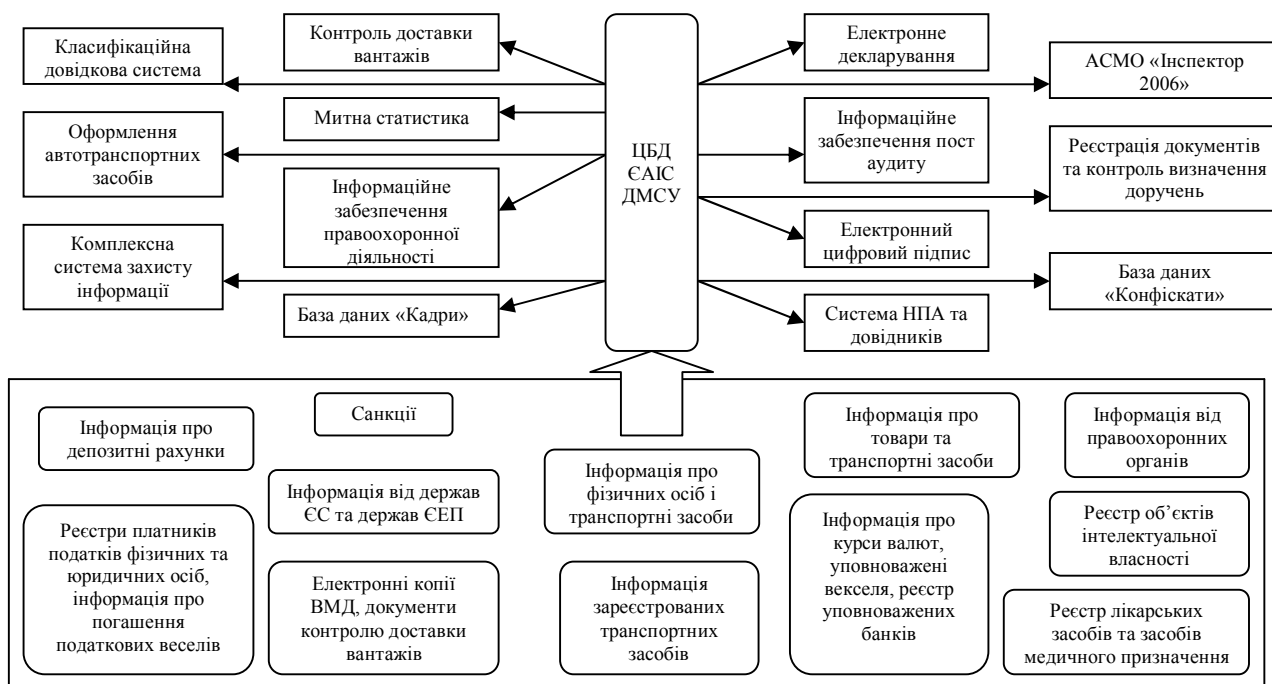 Класифікаційна
довідкова система
Контроль доставки
вантажів
Електронне
декларування
АСМО «Інспектор
2006»
Оформлення
автотранспортних
засобів
Митна статистика
ЦБД
ЄАІС
ДМСУ
Інформаційне
забезпечення пост
аудиту
Реєстрація документів
та контроль визначення
доручень
Інформаційне
забезпечення
правоохоронної
діяльності
Електронний
цифровий підпис
Комплексна
система захисту
інформації
База даних «Кадри»
Система НПА та
довідників
База даних
«Конфіскати»
Інформація про
депозитні рахунки
Санкції
Інформація про
товари та
транспортні засоби
Інформація від
правоохоронних
органів
Інформація від держав
ЄС та держав ЄЕП
Інформація про
фізичних осіб і
транспортні засоби
Реєстри платників
податків фізичних та
юридичних осіб,
інформація про
погашення
податкових веселів
Інформація про
курси валют,
уповноважені
векселя, реєстр
уповноважених
банків
Реєстр об’єктів
інтелектуальної
власності
Електронні копії
ВМД, документи
контролю доставки
вантажів
Інформація
зареєстрованих
транспортних
засобів
Реєстр лікарських
засобів та засобів
медичного призначення